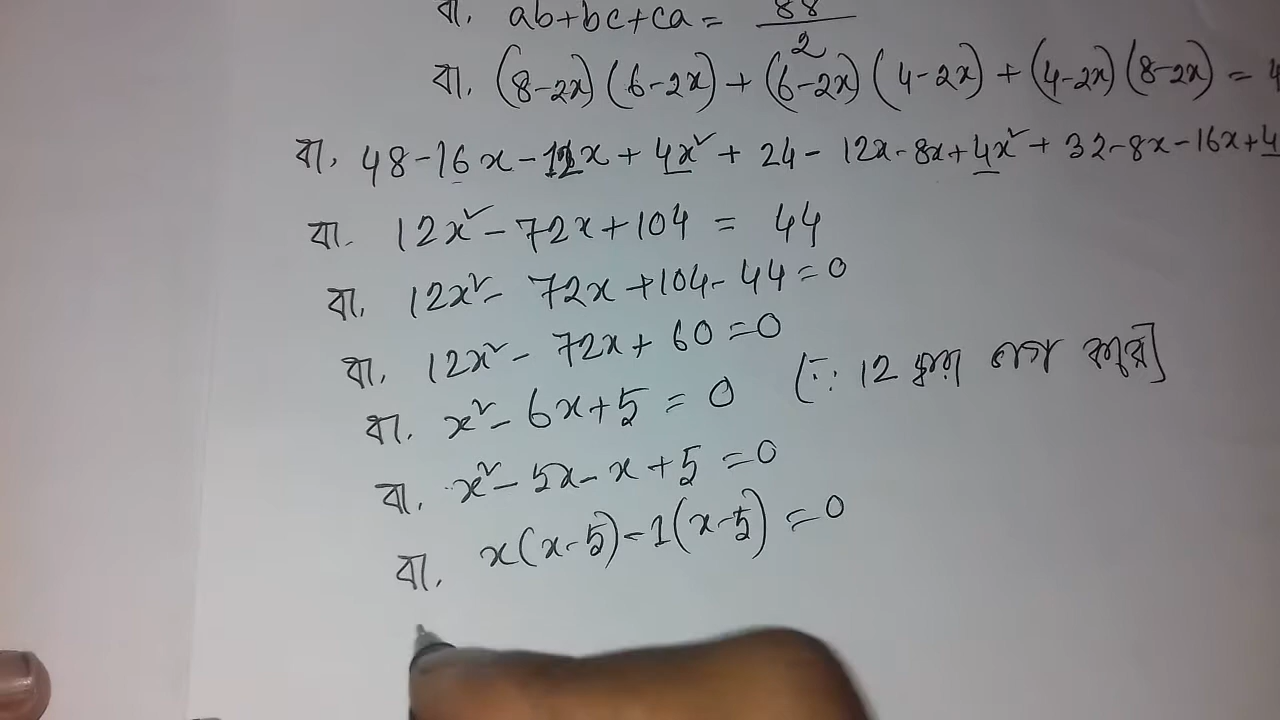 বা, ab+bc+ca = 88/2
বা, (8-2x)(6-2x) + (6-2x)(4-2x) + (4-2x)(8-2x) = 4
বা, 48-16x-12x + 4x² + 24 - 12x-8x+4x² + 32-8x-16x+4
বা, 12x² - 72x+104 = 44
বা, 12x² - 72x+104-44=0
বা, 12x² - 72x+60=0
বা, x² - 6x+5 = 0 [∵ 12 দ্বারা ভাগ করে]
বা, x² - 5x-x+5 =0
বা, x(x-5)-1(x-5) =0